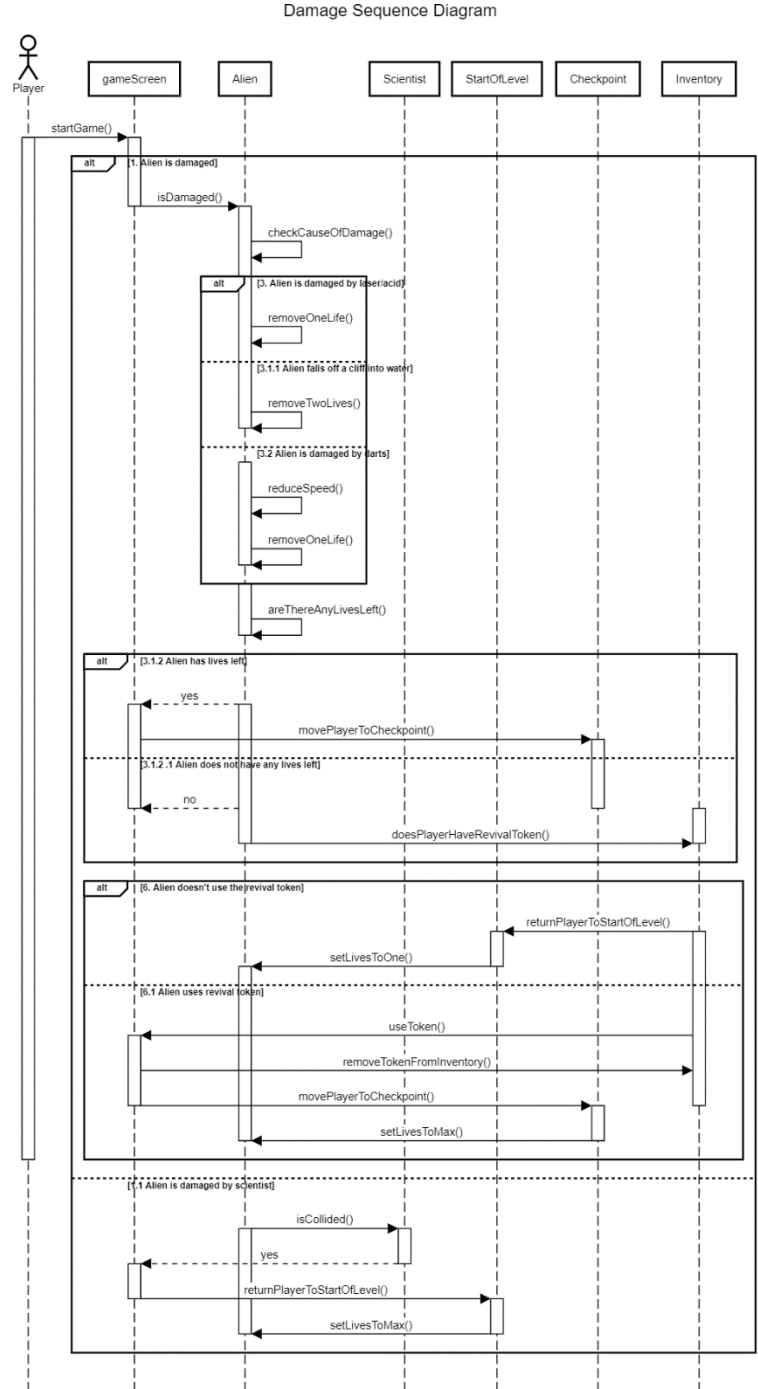 Damage Sequence Diagram
Player
gameScreen
Alien
Scientist
StartOfLevel
Checkpoint
Inventory
startGame()
alt
[1. Alien is damaged]
isDamaged()
checkCauseOfDamage()
alt
[3. Alien is damaged by laser/acid]
removeOneLife()
[3.1.1 Alien falls off a cliff into water]
removeTwoLives()
[3.2 Alien is damaged by darts]
reduceSpeed()
removeOneLife()
areThereAnyLivesLeft()
alt
[3.1.2 Alien has lives left]
yes
movePlayerToCheckpoint()
[3.1.2 .1 Alien does not have any lives left]
no
doesPlayerHaveRevivalToken()
alt
[6. Alien doesn't use the revival token]
returnPlayerToStartOfLevel()
setLivesToOne()
[6.1 Alien uses revival token]
useToken()
removeTokenFromInventory()
movePlayerToCheckpoint()
setLivesToMax()
[1.1 Alien is damaged by scientist]
isCollided()
yes
returnPlayerToStartOfLevel()
setLivesToMax()